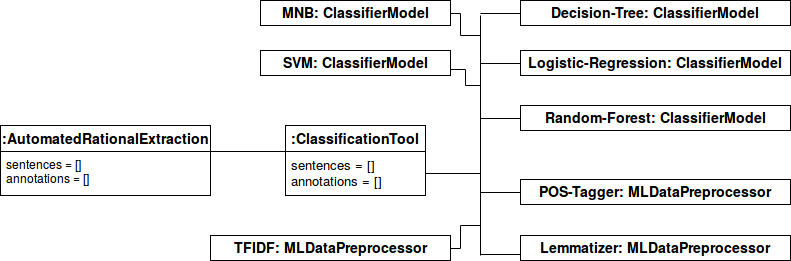 MNB: ClassifierModel
Decision-Tree: ClassifierModel
SVM: ClassifierModel
Logistic-Regression: ClassifierModel
Random-Forest: ClassifierModel
:AutomatedRationalExtraction
sentences = []
annotations = []
:ClassificationTool
sentences = []
annotations = []
POS-Tagger: MLDataPreprocessor
TFIDF: MLDataPreprocessor
Lemmatizer: MLDataPreprocessor